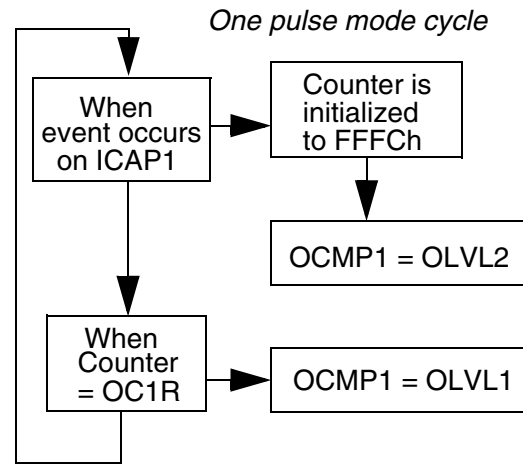 One pulse mode cycle
When
event occurs
on ICAP1
Counter is
initialized
to FFFCh
OCMP1 = OLVL2
When
Counter
= OC1R
OCMP1 = OLVL1